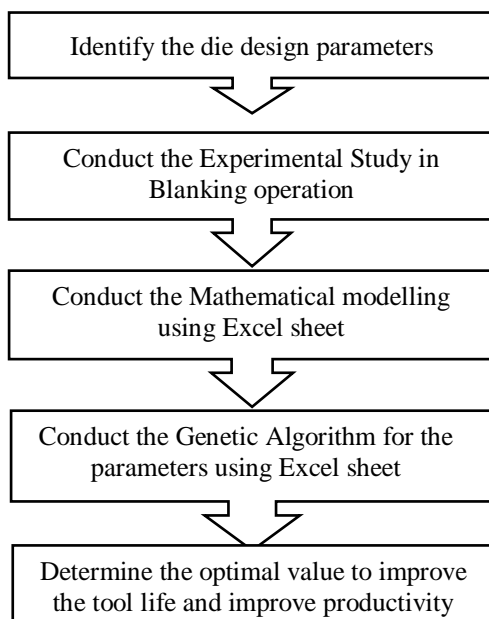 Identify the die design parameters
Conduct the Experimental Study in
Blanking operation
Conduct the Mathematical modelling
using Excel sheet
Conduct the Genetic Algorithm for the
parameters using Excel sheet
Determine the optimal value to improve
the tool life and improve productivity